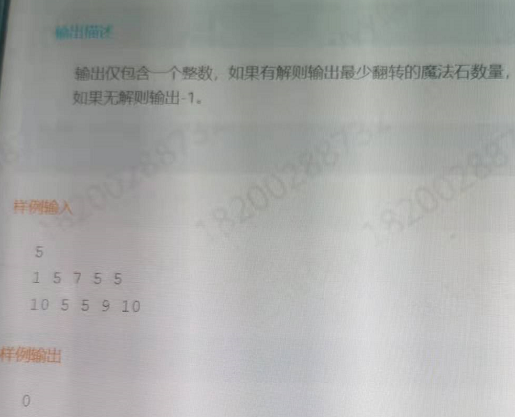 输出描述
输出仅包含一个整数，如果有解则输出最少翻转的魔法石数量，
如果无解则输出-1。
样例输入
5
1 5 7 5 5
10 5 5 9 10
样例输出
0